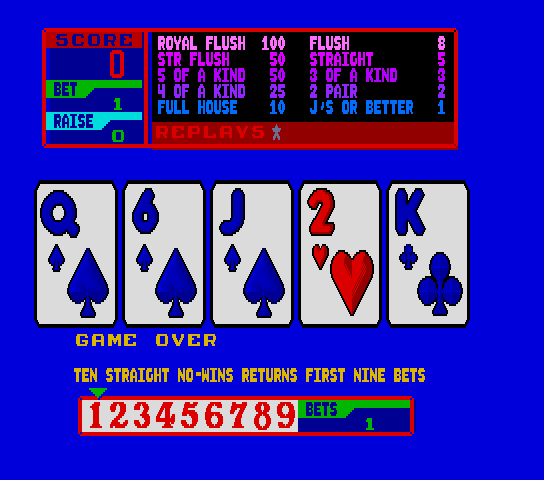 SCORE
0
BET
1
RAISE
0
ROYAL FLUSH 100 FLUSH 8
STR FLUSH 50 STRAIGHT 5
5 OF A KIND 50 3 OF A KIND 3
4 OF A KIND 25 2 PAIR 2
FULL HOUSE 10 J'S OR BETTER 1
REPLAYS
Q 6 J 2 K
GAME OVER
TEN STRAIGHT NO-WINS RETURNS FIRST NINE BETS
123456789 BETS
1